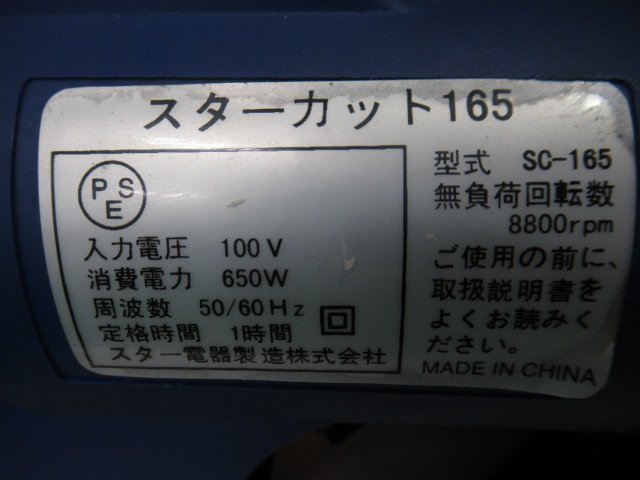 スターカット165
PSE
入力電圧 100V
消費電力 650W
周波数 50/60Hz
定格時間 1時間
スター電器製造株式会社
型式 SC-165
無負荷回転数
8800rpm
ご使用の前に、
取扱説明書を
よくお読みく
ださい。
MADE IN CHINA